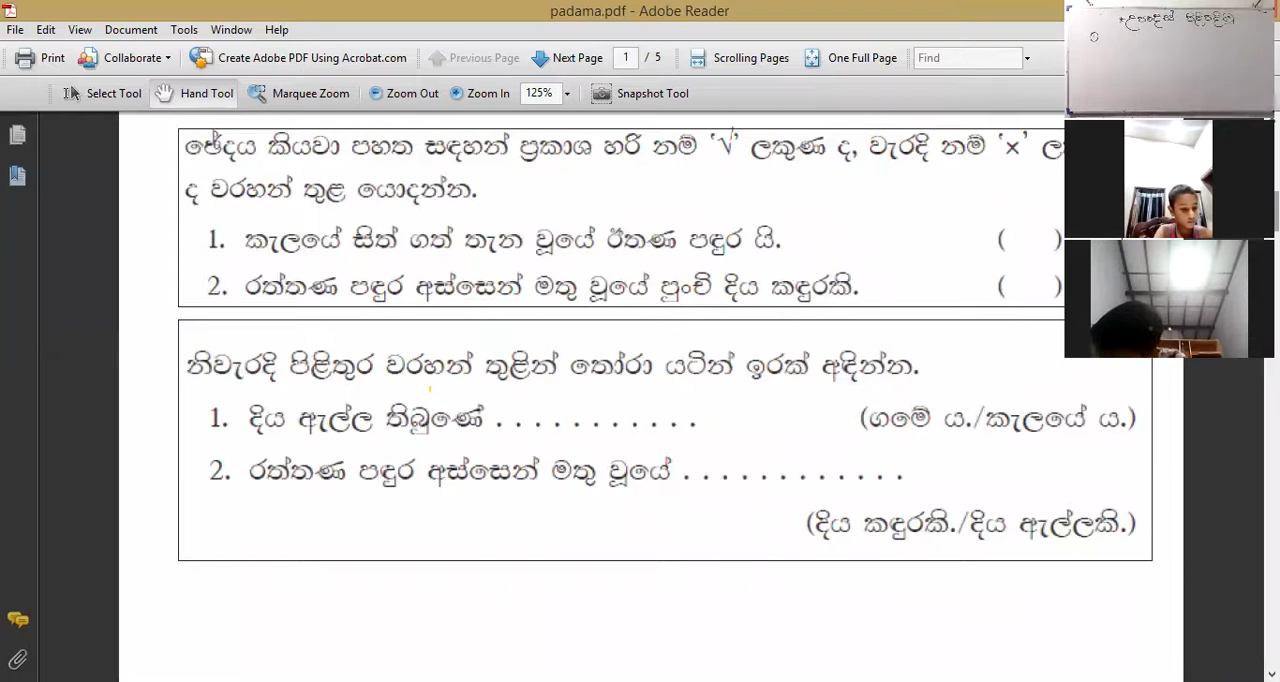 padama.pdf - Adobe Reader
File Edit View Document Tools Window Help
Print Collaborate Create Adobe PDF Using Acrobat.com Previous Page Next Page 1 / 5 Scrolling Pages One Full Page Find
Select Tool Hand Tool Marquee Zoom Zoom Out Zoom In 125% Snapshot Tool
ඡේදය කියවා පහත සඳහන් ප්‍රකාශ හරි නම් ‘√’ ලකුණ ද, වැරදි නම් ‘x’
ද වරහන් තුළ යොදන්න.
1. කැලයේ සිත් ගත් තැන වූයේ ඊතණ පඳුර යි. ( )
2. රත්තණ පඳුර අස්සෙන් මතු වූයේ පුංචි දිය කඳුරකි. ( )
නිවැරදි පිළිතුර වරහන් තුළින් තෝරා යටින් ඉරක් අඳින්න.
1. දිය ඇල්ල තිබුණේ . . . . . . . . . . . (ගමේ ය./කැලයේ ය.)
2. රත්තණ පඳුර අස්සෙන් මතු වූයේ . . . . . . . . . . . .
(දිය කඳුරකි./දිය ඇල්ලකි.)